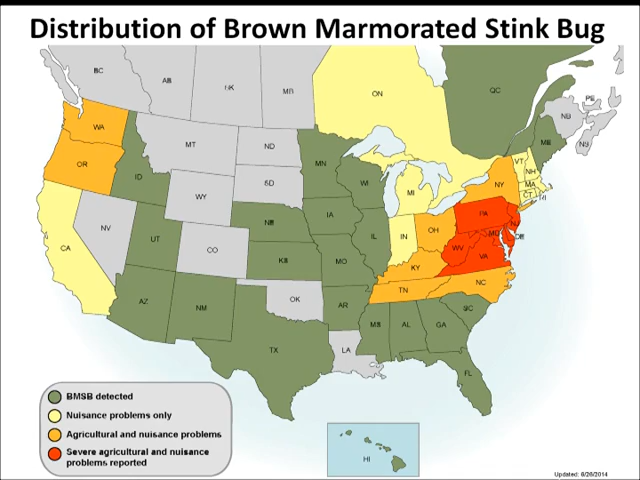 Distribution of Brown Marmorated Stink Bug
BC
AB
SK
MB
ON
QC
NB
PE
NS
WA
OR
CA
NV
ID
MT
WY
UT
AZ
CO
NM
ND
SD
NE
KS
OK
TX
MN
IA
MO
AR
LA
WI
IL
MI
IN
OH
KY
TN
MS
AL
GA
FL
SC
NC
VA
WV
MD
DE
PA
NJ
NY
VT
NH
MA
CT
RI
ME
HI
BMSB detected
Nuisance problems only
Agricultural and nuisance problems
Severe agricultural and nuisance
problems reported
Updated: 8/26/2014